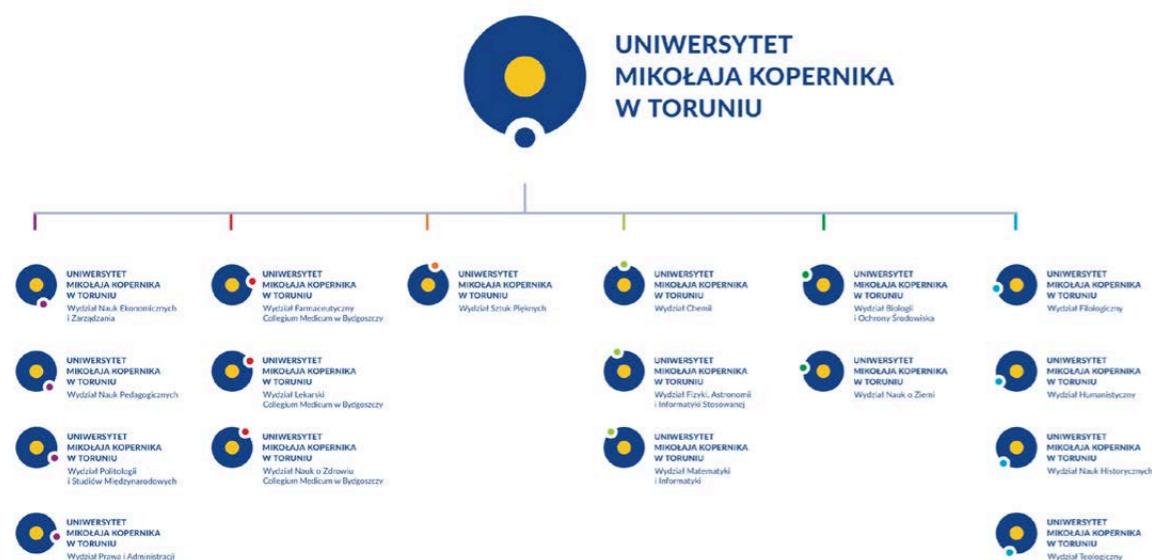 UNIWERSYTET
MIKOŁAJA KOPERNIKA
W TORUNIU
UNIWERSYTET
MIKOŁAJA KOPERNIKA
W TORUNIU
Wydział Nauk Ekonomicznych
i Zarządzania
UNIWERSYTET
MIKOŁAJA KOPERNIKA
W TORUNIU
Wydział Nauk Pedagogicznych
UNIWERSYTET
MIKOŁAJA KOPERNIKA
W TORUNIU
Wydział Politologii
i Studiów Międzynarodowych
UNIWERSYTET
MIKOŁAJA KOPERNIKA
W TORUNIU
Wydział Prawa i Administracji
UNIWERSYTET
MIKOŁAJA KOPERNIKA
W TORUNIU
Wydział Farmaceutyczny
Collegium Medicum w Bydgoszczy
UNIWERSYTET
MIKOŁAJA KOPERNIKA
W TORUNIU
Wydział Lekarski
Collegium Medicum w Bydgoszczy
UNIWERSYTET
MIKOŁAJA KOPERNIKA
W TORUNIU
Wydział Nauk o Zdrowiu
Collegium Medicum w Bydgoszczy
UNIWERSYTET
MIKOŁAJA KOPERNIKA
W TORUNIU
Wydział Sztuk Pięknych
UNIWERSYTET
MIKOŁAJA KOPERNIKA
W TORUNIU
Wydział Chemii
UNIWERSYTET
MIKOŁAJA KOPERNIKA
W TORUNIU
Wydział Fizyki, Astronomii
i Informatyki Stosowanej
UNIWERSYTET
MIKOŁAJA KOPERNIKA
W TORUNIU
Wydział Matematyki
i Informatyki
UNIWERSYTET
MIKOŁAJA KOPERNIKA
W TORUNIU
Wydział Biologii
i Ochrony Środowiska
UNIWERSYTET
MIKOŁAJA KOPERNIKA
W TORUNIU
Wydział Nauk o Ziemi
UNIWERSYTET
MIKOŁAJA KOPERNIKA
W TORUNIU
Wydział Filologiczny
UNIWERSYTET
MIKOŁAJA KOPERNIKA
W TORUNIU
Wydział Humanistyczny
UNIWERSYTET
MIKOŁAJA KOPERNIKA
W TORUNIU
Wydział Nauk Historycznych
UNIWERSYTET
MIKOŁAJA KOPERNIKA
W TORUNIU
Wydział Teologiczny